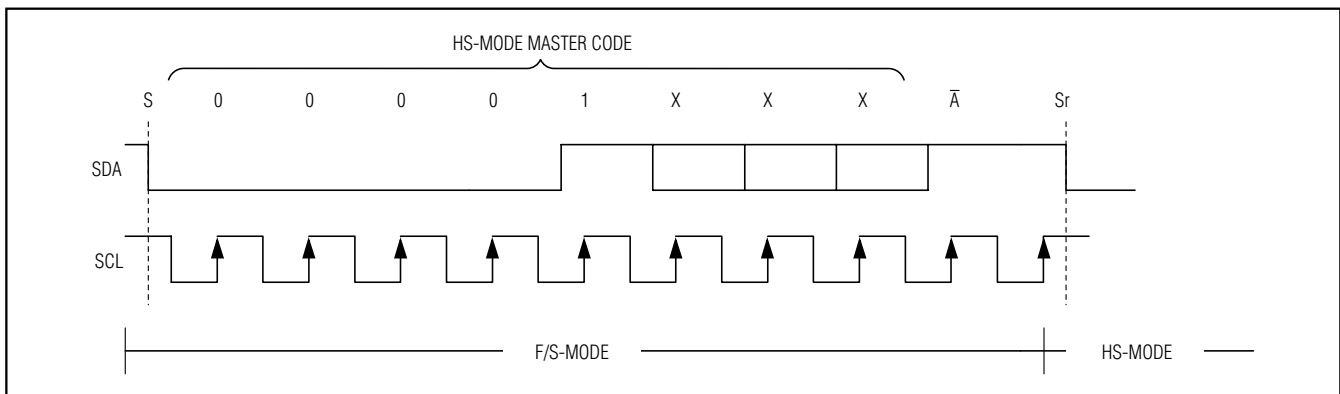 HS-MODE MASTER CODE
S 0 0 0 0 1 X X X A̅ Sr
SDA
SCL
F/S-MODE HS-MODE